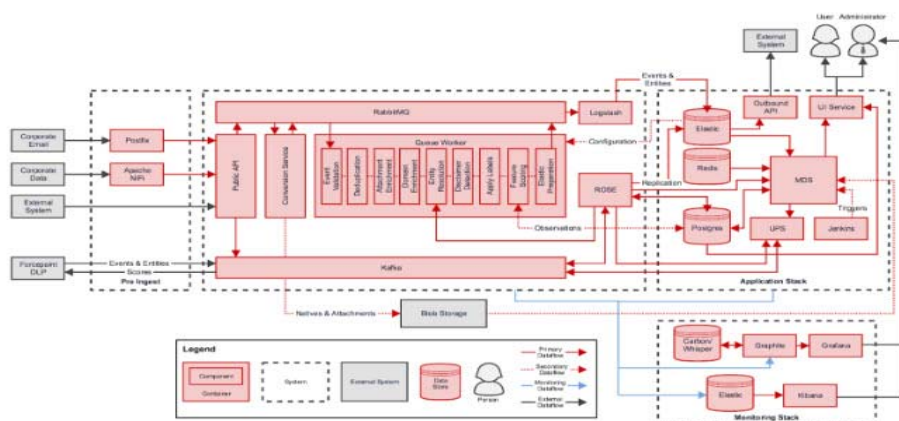 User Administrator
External
System
Events &
Entities
RabbitMQ
Logstash
Outbound
API
UI Service
Elastic
Corporate
Email
Postfix
Configuration
Queue Worker
Public API
Conversion Service
Event
Validation
Deduplication
Attachment
Enrichment
Domain
Enrichment
Entity
Resolution
Disclaimer
Detection
Apply Labels
Feature
Scoring
Elastic
Preparation
Redis
MDS
Corporate
Data
Apache
NiFi
ROSE
Replication
External
System
Triggers
Observations
Postgres
UPS
Jenkins
Forcepoint
DLP
Events & Entities
Scores
Kafka
Pre Ingest
Application Stack
Natives & Attachments
Blob Storage
Carbon/
Whisper
Graphite
Grafana
Elastic
Kibana
Monitoring Stack
Legend
Component
Container
System
External System
Data
Store
Person
Primary
Dataflow
Secondary
Dataflow
Monitoring
Dataflow
External
Dataflow